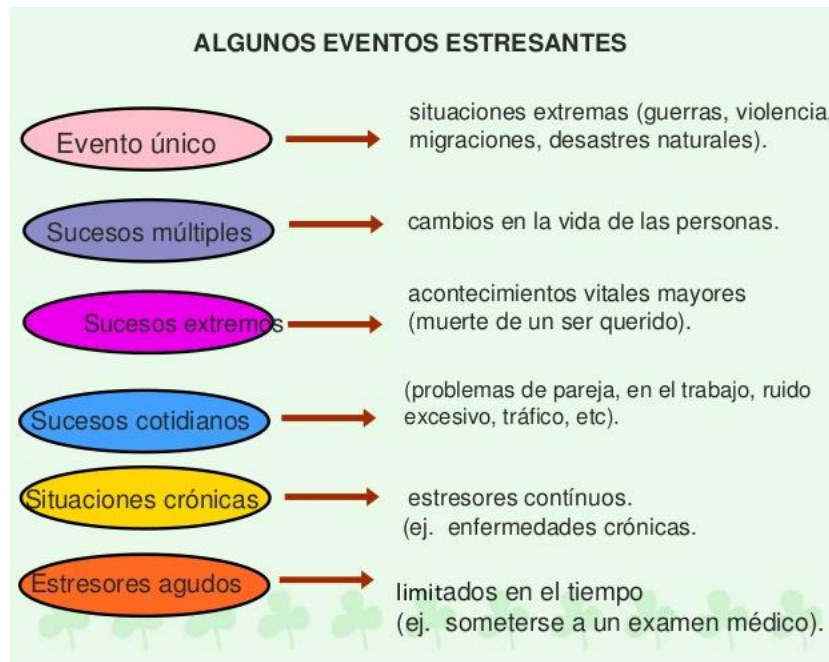 ALGUNOS EVENTOS ESTRESANTES
Evento único
situaciones extremas (guerras, violencia,
migraciones, desastres naturales).
Sucesos múltiples
cambios en la vida de las personas.
Sucesos extremos
acontecimientos vitales mayores
(muerte de un ser querido).
Sucesos cotidianos
(problemas de pareja, en el trabajo, ruido
excesivo, tráfico, etc).
Situaciones crónicas
estresores contínuos.
(ej. enfermedades crónicas.
Estresores agudos
limitados en el tiempo
(ej. someterse a un examen médico).